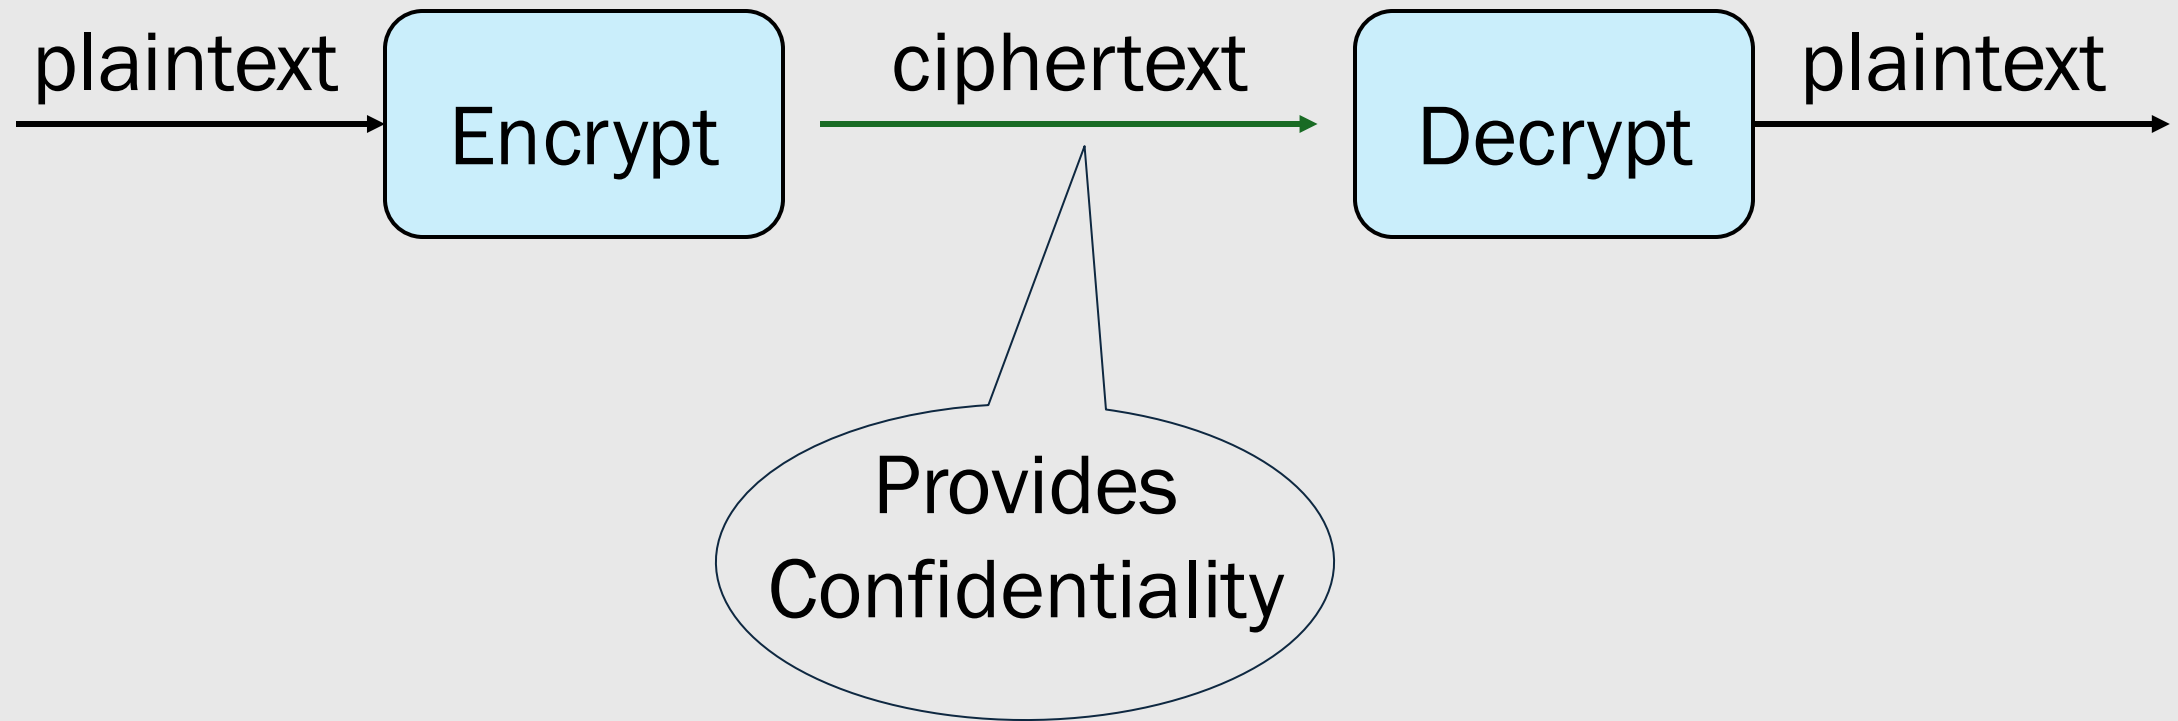 plaintext
Encrypt
ciphertext
Decrypt
plaintext
Provides
Confidentiality